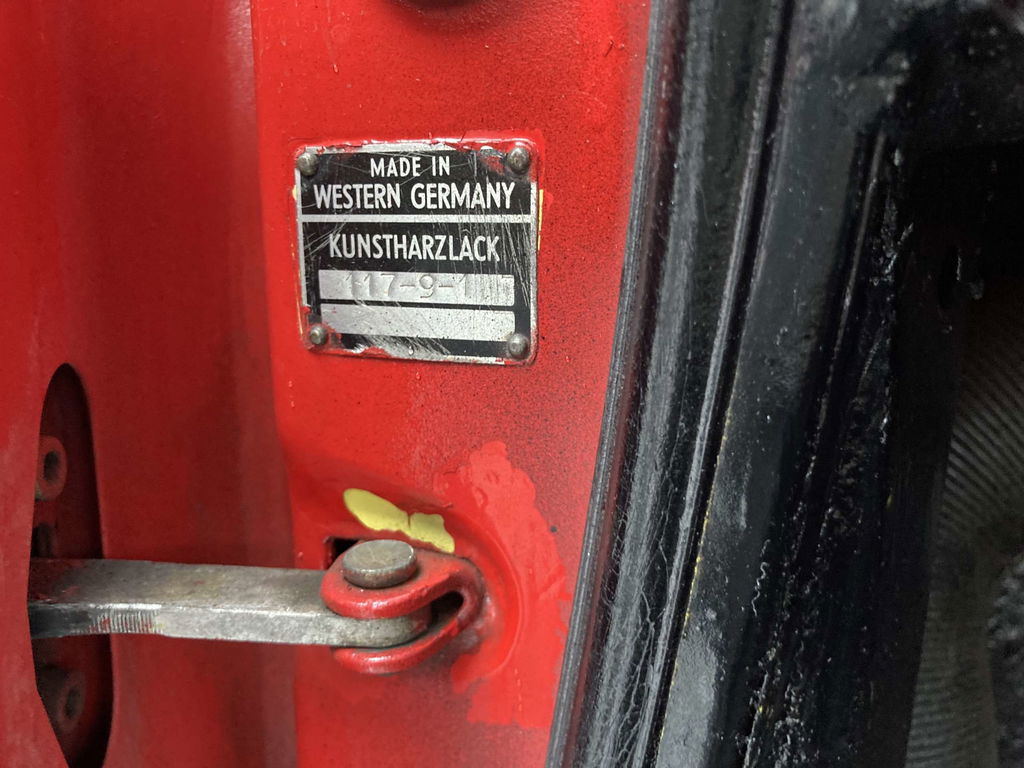 MADE IN
WESTERN GERMANY
KUNSTHARZLACK
117-9-1